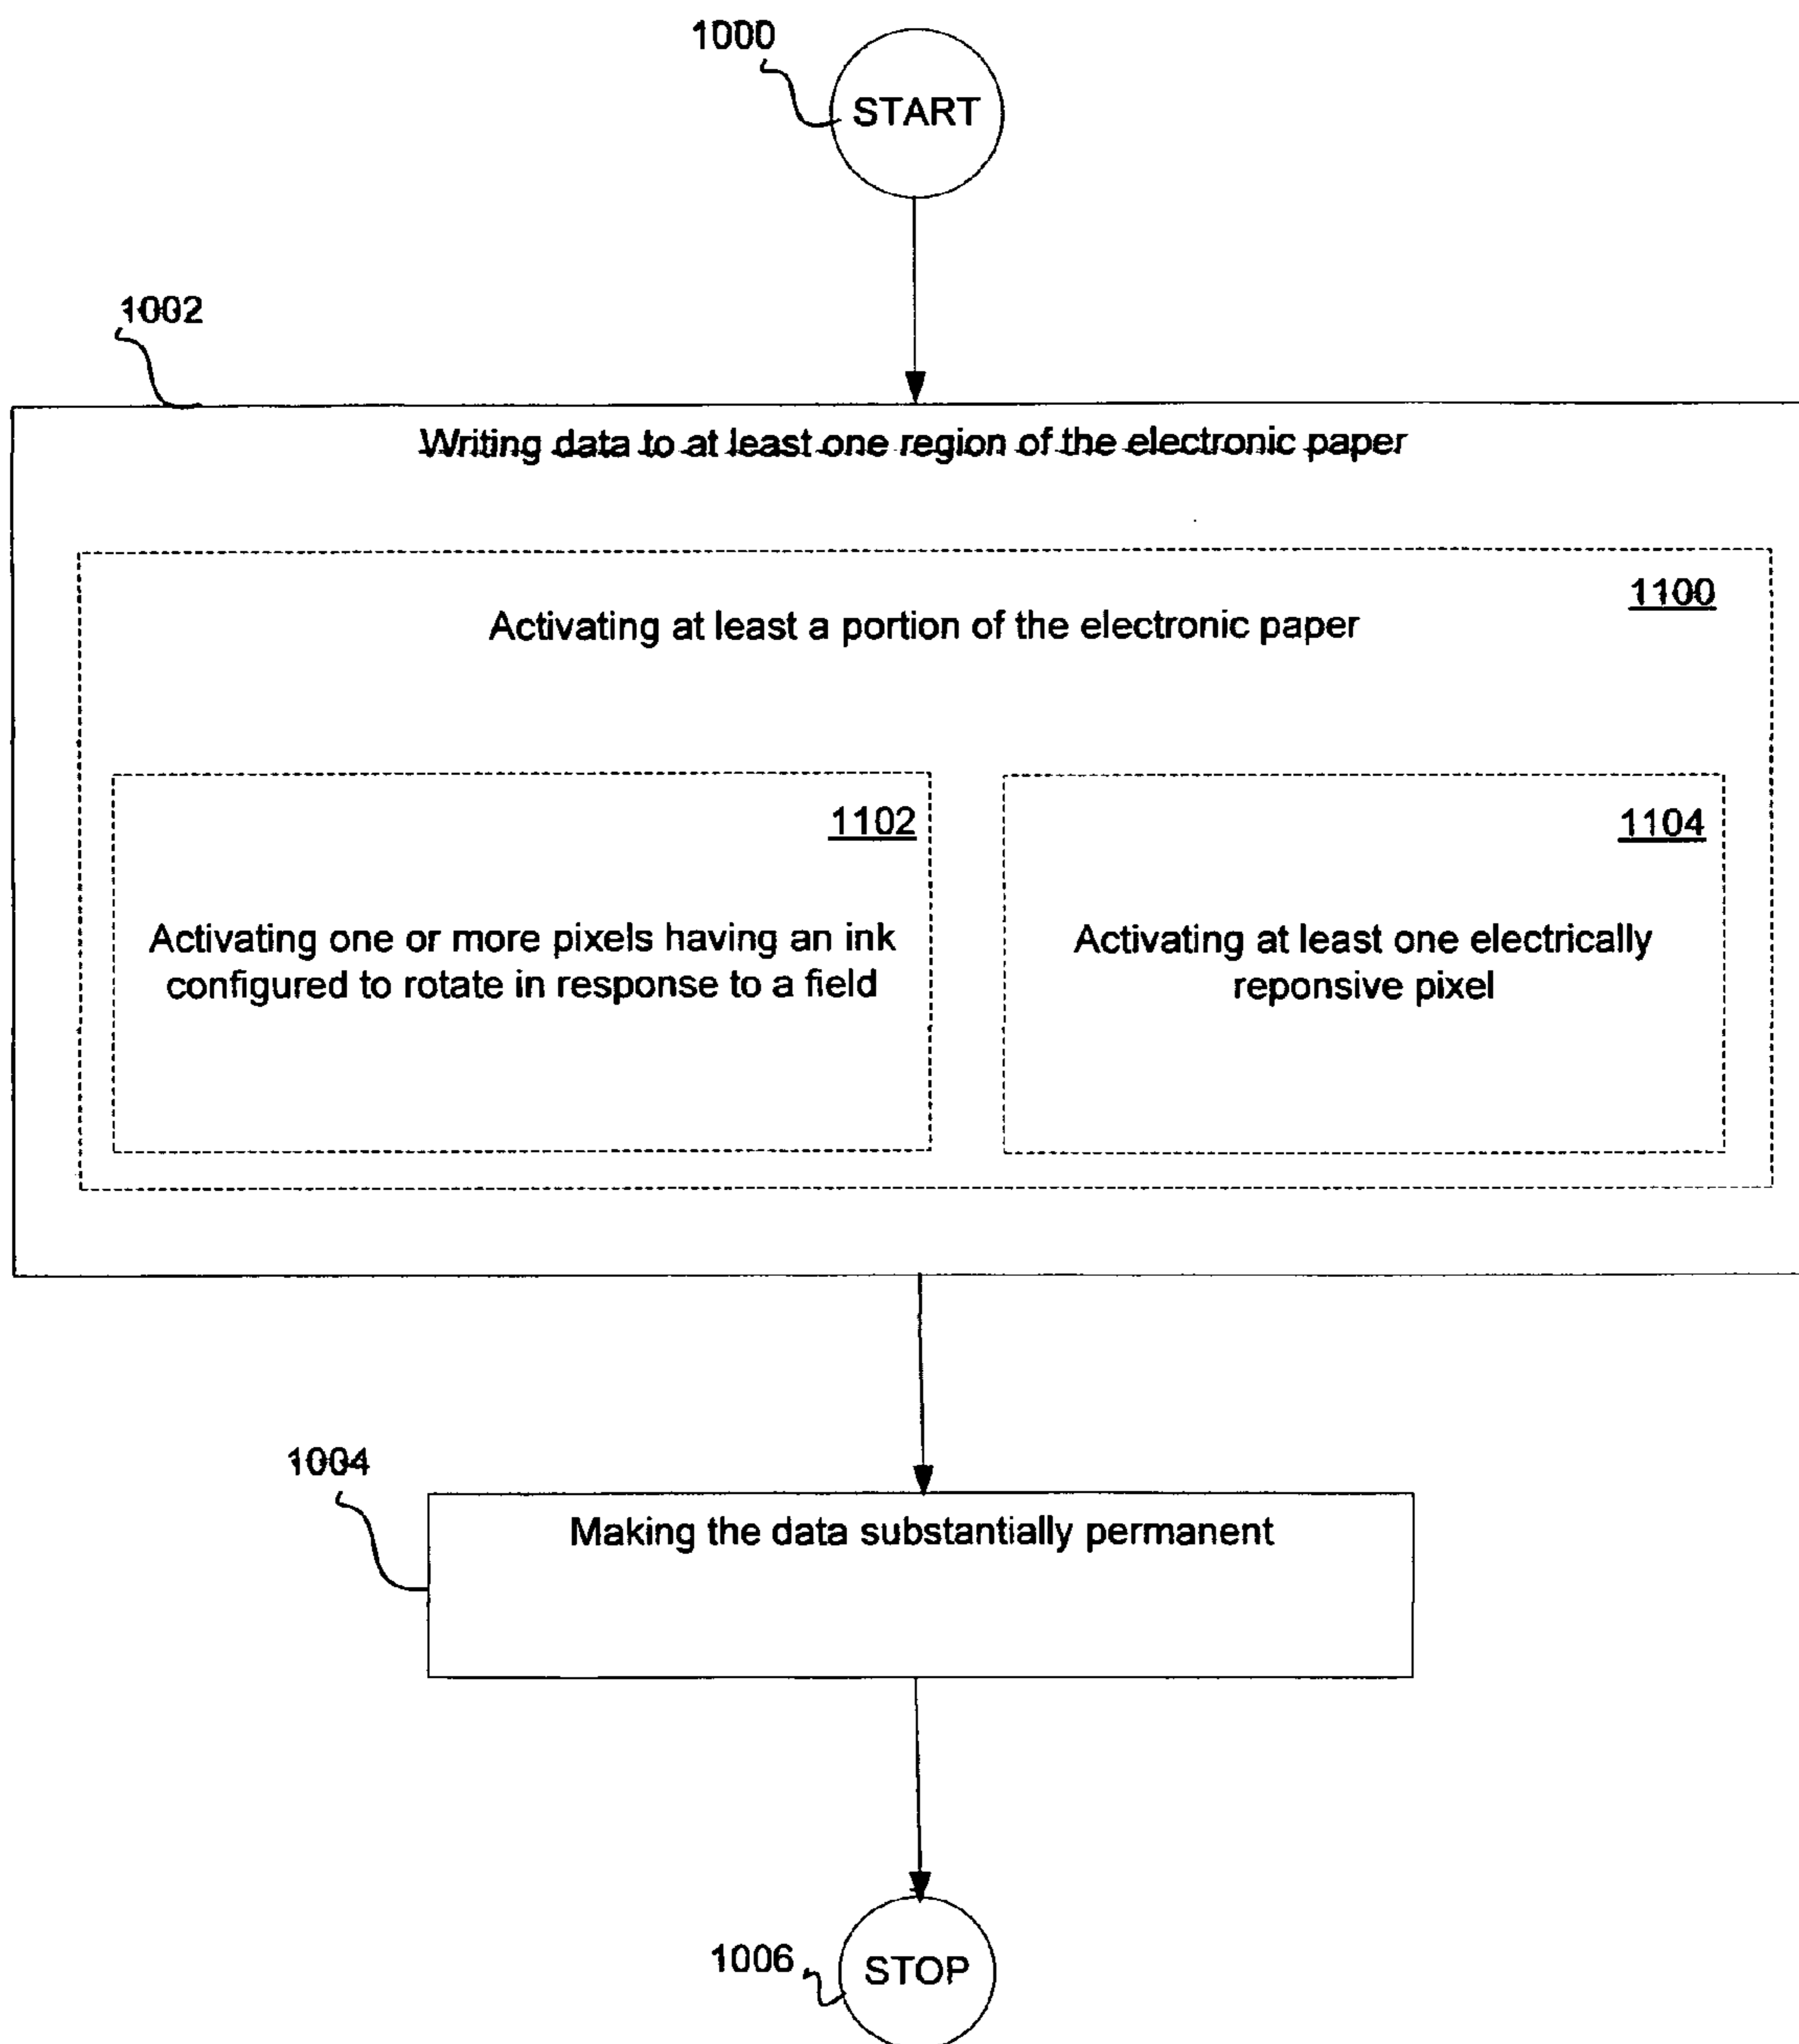 1000
START
1002
Writing data to at least one region of the electronic paper
1100
Activating at least a portion of the electronic paper
1102
Activating one or more pixels having an ink
configured to rotate in response to a field
1104
Activating at least one electrically
reponsive pixel
1004
Making the data substantially permanent
1006
STOP